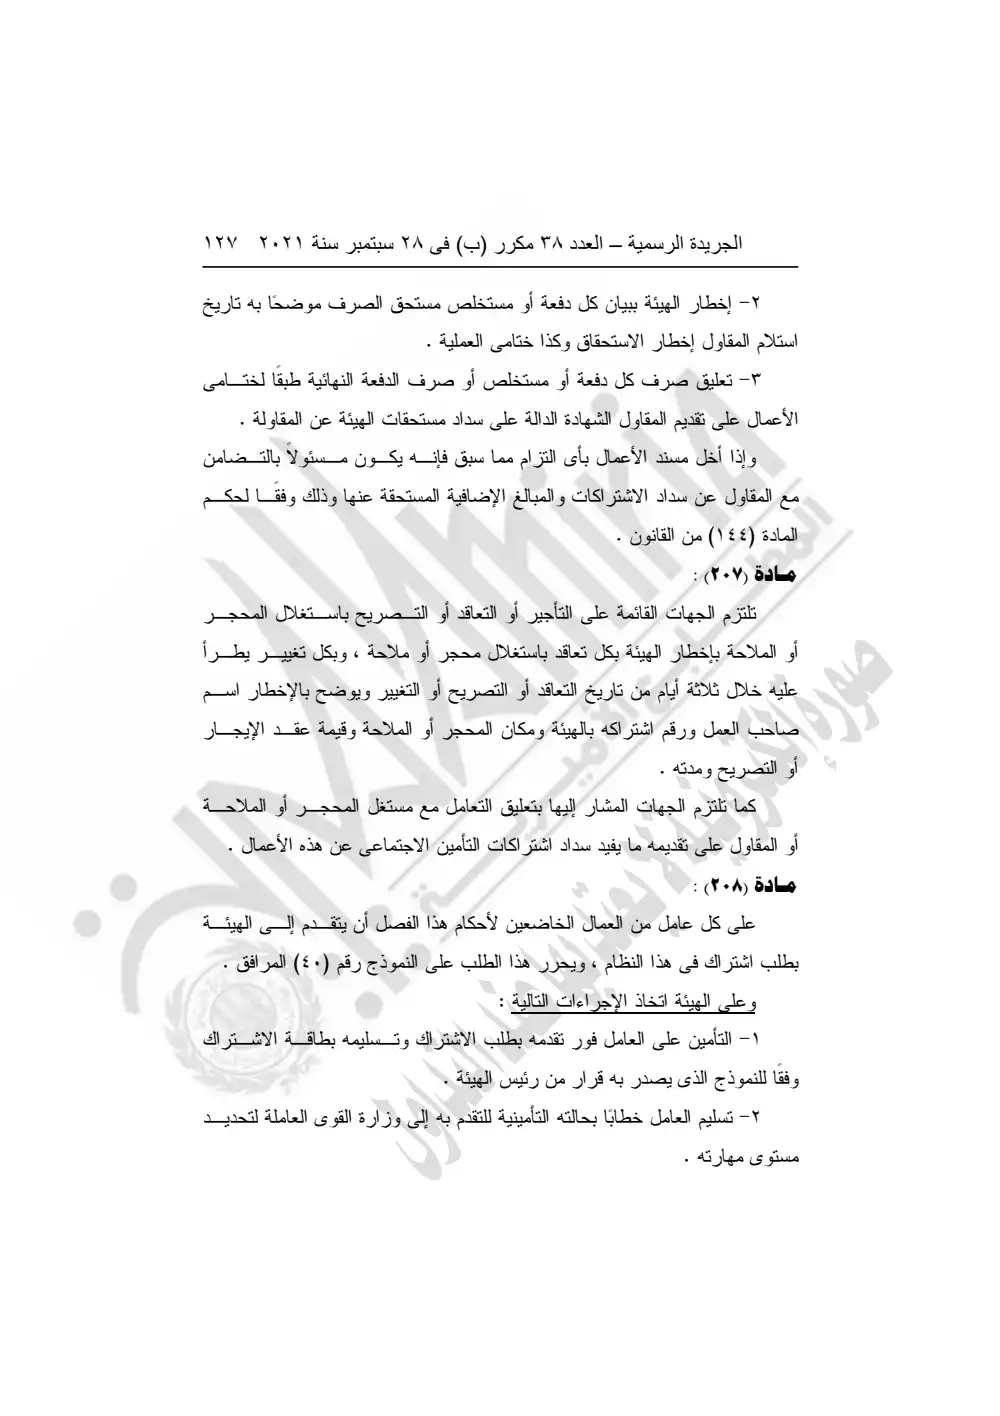 الجريدة الرسمية – العدد ٣٨ مكرر (ب) فى ٢٨ سبتمبر سنة ٢٠٢١ ١٢٧
٢- إخطار الهيئة ببيان كل دفعة أو مستخلص مستحق الصرف موضحًا به تاريخ
استلام المقاول إخطار الاستحقاق وكذا ختامى العملية .
٣- تعليق صرف كل دفعة أو مستخلص أو صرف الدفعة النهائية طبقًا لختامى
الأعمال على تقديم المقاول الشهادة الدالة على سداد مستحقات الهيئة عن المقاولة .
وإذا أخل مسند الأعمال بأى التزام مما سبق فإنه يكون مسئولاً بالتضامن
مع المقاول عن سداد الاشتراكات والمبالغ الإضافية المستحقة عنها وذلك وفقًا لحكم
المادة (١٤٤) من القانون .
مادة (٢٠٧) :
تلتزم الجهات القائمة على التأجير أو التعاقد أو التصريح باستغلال المحجر
أو الملاحة بإخطار الهيئة بكل تعاقد باستغلال محجر أو ملاحة ، وبكل تغيير يطرأ
عليه خلال ثلاثة أيام من تاريخ التعاقد أو التصريح أو التغيير ويوضح بالإخطار اسم
صاحب العمل ورقم اشتراكه بالهيئة ومكان المحجر أو الملاحة وقيمة عقد الإيجار
أو التصريح ومدته .
كما تلتزم الجهات المشار إليها بتعليق التعامل مع مستغل المحجر أو الملاحة
أو المقاول على تقديمه ما يفيد سداد اشتراكات التأمين الاجتماعى عن هذه الأعمال .
مادة (٢٠٨) :
على كل عامل من العمال الخاضعين لأحكام هذا الفصل أن يتقدم إلى الهيئة
بطلب اشتراك فى هذا النظام ، ويحرر هذا الطلب على النموذج رقم (٤٠) المرافق .
وعلى الهيئة اتخاذ الإجراءات التالية :
١- التأمين على العامل فور تقدمه بطلب الاشتراك وتسليمه بطاقة الاشتراك
وفقًا للنموذج الذى يصدر به قرار من رئيس الهيئة .
٢- تسليم العامل خطابًا بحالته التأمينية للتقدم به إلى وزارة القوى العاملة لتحديد
مستوى مهارته .